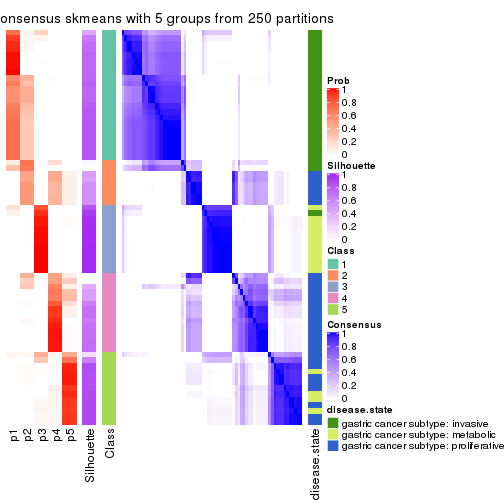 onsensus skmeans with 5 groups from 250 partitions
Prob
1
0.8
0.6
0.4
0.2
0
Silhouette
1
0.8
0.6
0.4
0.2
0
Class
1
2
3
4
5
Consensus
1
0.8
0.6
0.4
0.2
0
disease.state
gastric cancer subtype: invasive
gastric cancer subtype: metabolic
gastric cancer subtype: proliferative
p1
p2
p3
p4
p5
Silhouette
Class
disease.state